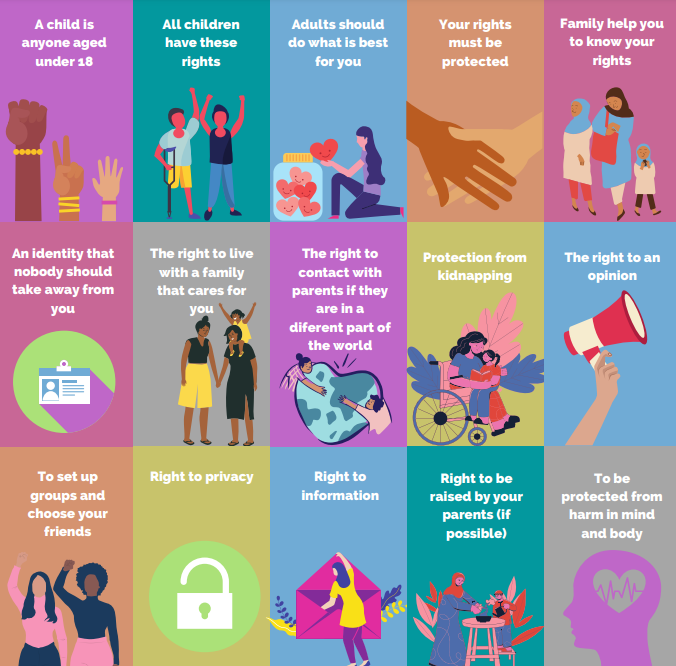 A child is
anyone aged
under 18
All children
have these
rights
Adults should
do what is best
for you
Your rights
must be
protected
Family help you
to know your
rights
An identity that
nobody should
take away from
you
The right to live
with a family
that cares for
you
The right to
contact with
parents if they
are in a
diferent part of
the world
Protection from
kidnapping
The right to an
opinion
To set up
groups and
choose your
friends
Right to privacy
Right to
information
Right to be
raised by your
parents (if
possible)
To be
protected from
harm in mind
and body